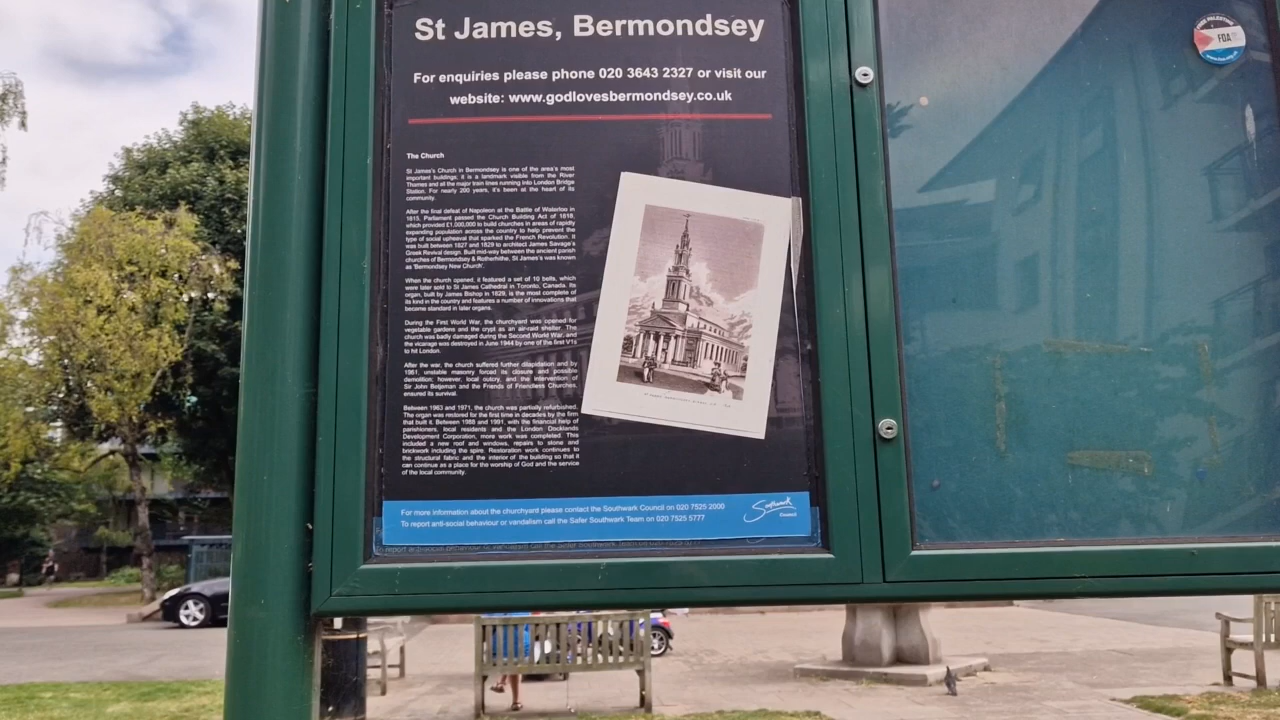 St James, Bermondsey
For enquiries please phone 020 3643 2327 or visit our
website: www.godlovesbermondsey.co.uk
The Church
St James's Church in Bermondsey is one of the area's most
important buildings; it is a landmark visible from the River
Thames and all the major train lines running into London Bridge
Station. For nearly 200 years, it's been at the heart of its
community.
After the final defeat of Napoleon at the Battle of Waterloo in
1815, Parliament passed the Church Building Act of 1818,
which provided £1,000,000 to build churches in areas of rapidly
expanding population across the country to help prevent the
type of social upheaval that sparked the French Revolution. It
was built between 1827 and 1829 to architect James Savage's
Greek Revival design. Built mid-way between the ancient parish
churches of Bermondsey & Rotherhithe, St James's was known
as 'Bermondsey New Church'.
When the church opened, it featured a set of 10 bells, which
were later sold to St James Cathedral in Toronto, Canada. Its
organ, built by James Bishop in 1829, is the most complete of
its kind in the country and features a number of innovations that
became standard in later organs.
During the First World War, the churchyard was opened for
vegetable gardens and the crypt as an air-raid shelter. The
church was badly damaged during the Second World War, and
the vicarage was destroyed in June 1944 by one of the first V1s
to hit London.
After the war, the church suffered further dilapidation and by
1961, unstable masonry forced its closure and possible
demolition; however, local outcry, and the intervention of
Sir John Betjeman and the Friends of Friendless Churches,
ensured its survival.
Between 1963 and 1971, the church was partially refurbished.
The organ was restored for the first time in decades by the firm
that built it. Between 1988 and 1991, with the financial help of
parishioners, local residents and the London Docklands
Development Corporation, more work was completed. This
included a new roof and windows, repairs to stone and
brickwork including the spire. Restoration work continues to
the structural fabric and the interior of the building so that it
can continue as a place for the worship of God and the service
of the local community.
For more information about the churchyard please contact the Southwark Council on 020 7525 2000
To report anti-social behaviour or vandalism call the Safer Southwark Team on 020 7525 5777
Southwark
Council
To report anti-social behaviour or vandalism call the Safer Southwark Team on 020 7525 5777
FREE PALESTINE
FOA